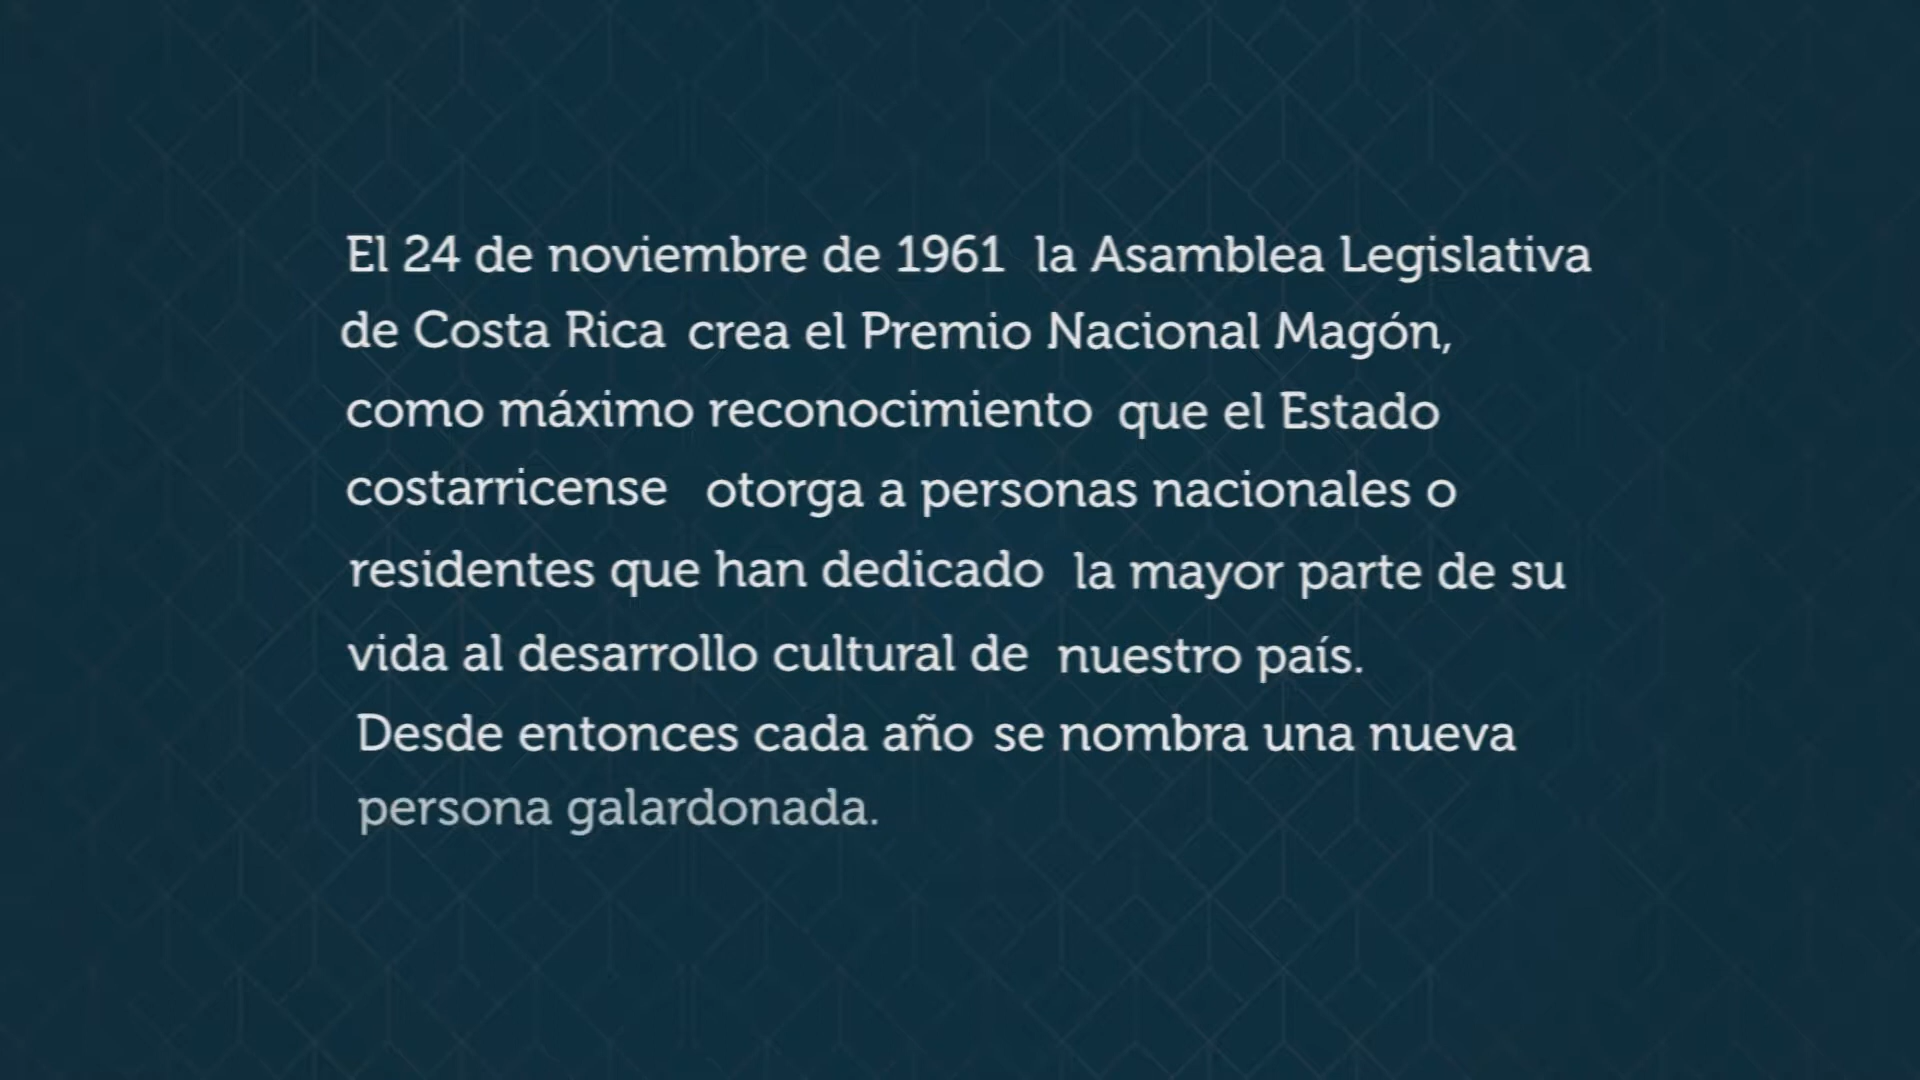 El 24 de noviembre de 1961 la Asamblea Legislativa
de Costa Rica crea el Premio Nacional Magón,
como máximo reconocimiento que el Estado
costarricense otorga a personas nacionales o
residentes que han dedicado la mayor parte de su
vida al desarrollo cultural de nuestro país.
Desde entonces cada año se nombra una nueva
persona galardonada.